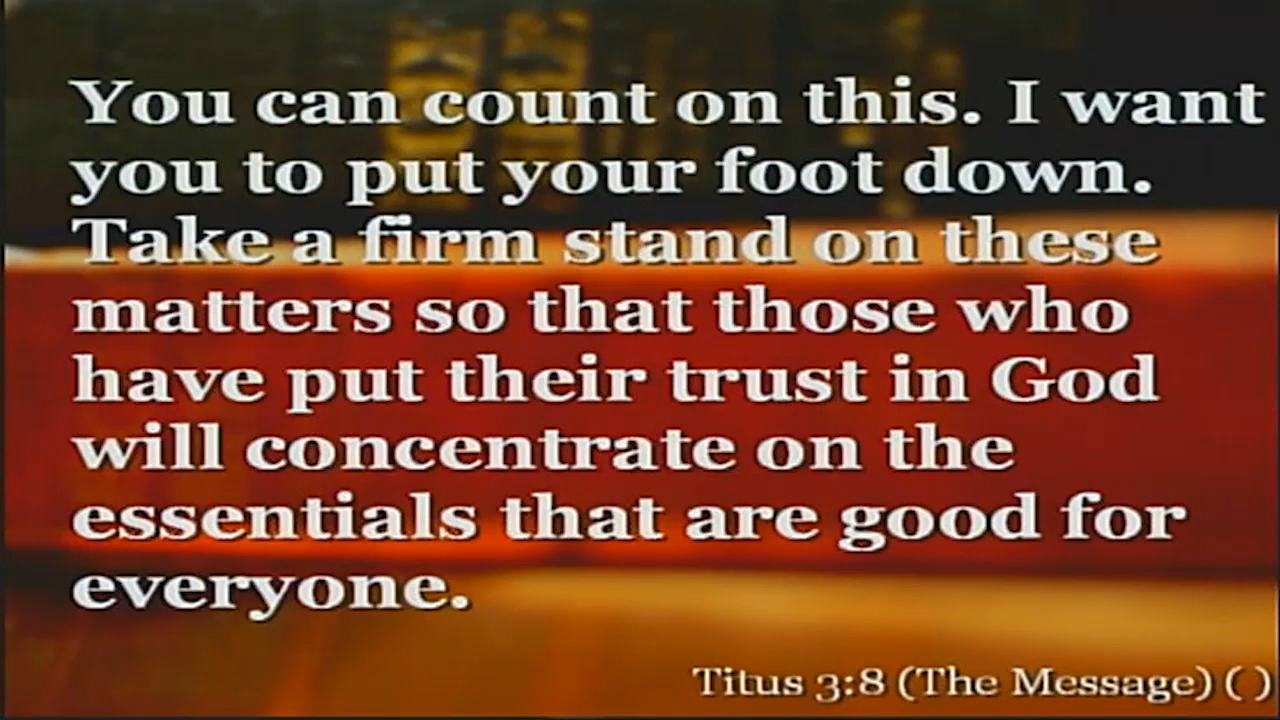 You can count on this. I want
you to put your foot down.
Take a firm stand on these
matters so that those who
have put their trust in God
will concentrate on the
essentials that are good for
everyone.
Titus 3:8 (The Message) ( )